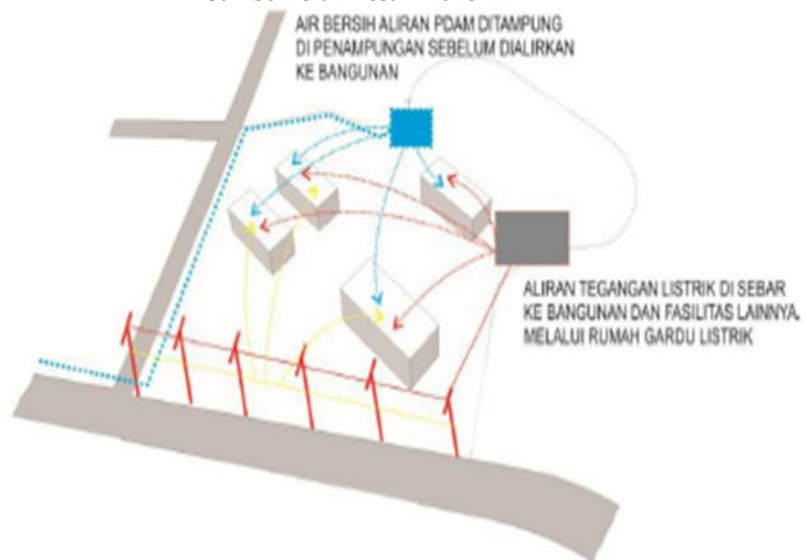 AIR BERSIH ALIRAN PDAM DITAMPUNG
DI PENAMPUNGAN SEBELUM DIALIRKAN
KE BANGUNAN
ALIRAN TEGANGAN LISTRIK DI SEBAR
KE BANGUNAN DAN FASILITAS LAINNYA.
MELALUI RUMAH GARDU LISTRIK